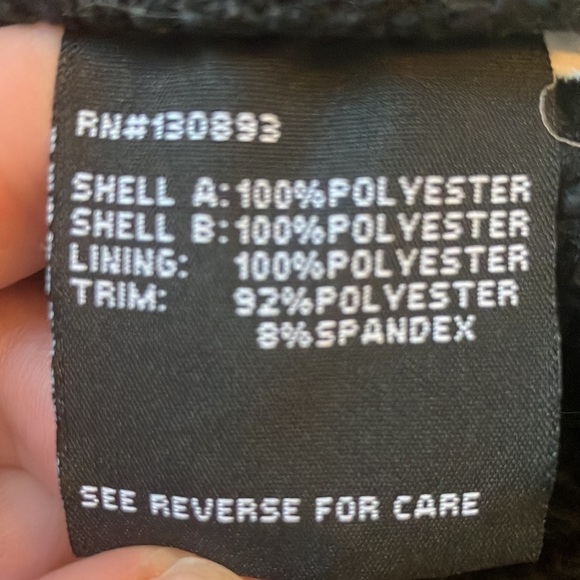 RN#130893
SHELL A: 100%POLYESTER
SHELL B: 100%POLYESTER
LINING: 100%POLYESTER
TRIM: 92%POLYESTER
8%SPANDEX
SEE REVERSE FOR CARE